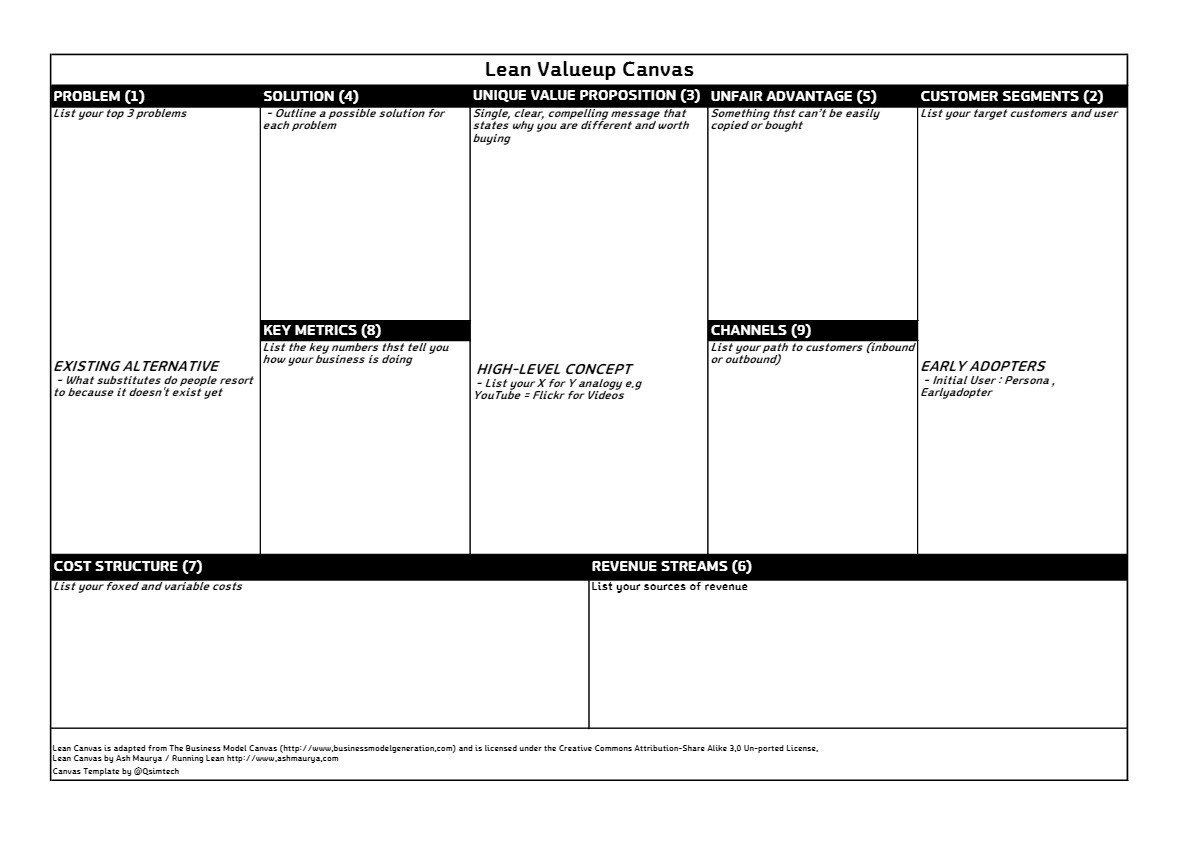 Lean Valueup Canvas
PROBLEM (1)
List your top 3 problems
EXISTING ALTERNATIVE
- What substitutes do people resort
to because it doesn't exist yet
SOLUTION (4)
- Outline a possible solution for
each problem
KEY METRICS (8)
List the key numbers thst tell you
how your business is doing
UNIQUE VALUE PROPOSITION (3)
Single, clear, compelling message that
states why you are different and worth
buying
HIGH-LEVEL CONCEPT
- List your X for Y analogy e.g
YouTube = Flickr for Videos
UNFAIR ADVANTAGE (5)
Something thst can't be easily
copied or bought
CHANNELS (9)
List your path to customers (inbound
or outbound)
CUSTOMER SEGMENTS (2)
List your target customers and user
EARLY ADOPTERS
- Initial User : Persona ,
Earlyadopter
COST STRUCTURE (7)
List your foxed and variable costs
REVENUE STREAMS (6)
List your sources of revenue
Lean Canvas is adapted from The Business Model Canvas (http://www.businessmodelgeneration.com) and is licensed under the Creative Commons Attribution-Share Alike 3.0 Un-ported License.
Lean Canvas by Ash Maurya / Running Lean http://www.ashmaurya.com
Canvas Template by @Qsimtech